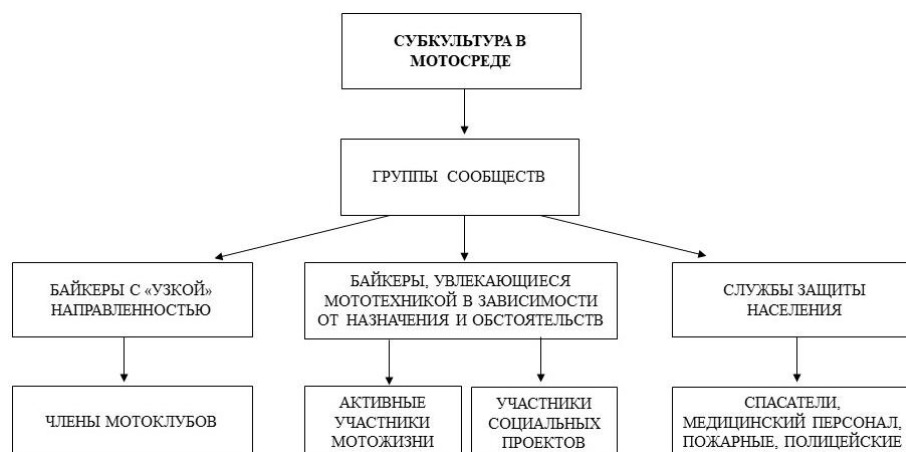 СУБКУЛЬТУРА В
МОТОСРЕДЕ
ГРУППЫ СООБЩЕСТВ
БАЙКЕРЫ С «УЗКОЙ»
НАПРАВЛЕННОСТЬЮ
БАЙКЕРЫ, УВЛЕКАЮЩИЕСЯ
МОТОТЕХНИКОЙ В ЗАВИСИМОСТИ
ОТ НАЗНАЧЕНИЯ И ОБСТОЯТЕЛЬСТВ
СЛУЖБЫ ЗАЩИТЫ
НАСЕЛЕНИЯ
ЧЛЕНЫ МОТОКЛУБОВ
АКТИВНЫЕ
УЧАСТНИКИ
МОТОЖИЗНИ
УЧАСТНИКИ
СОЦИАЛЬНЫХ
ПРОЕКТОВ
СПАСАТЕЛИ,
МЕДИЦИНСКИЙ ПЕРСОНАЛ,
ПОЖАРНЫЕ, ПОЛИЦЕЙСКИЕ